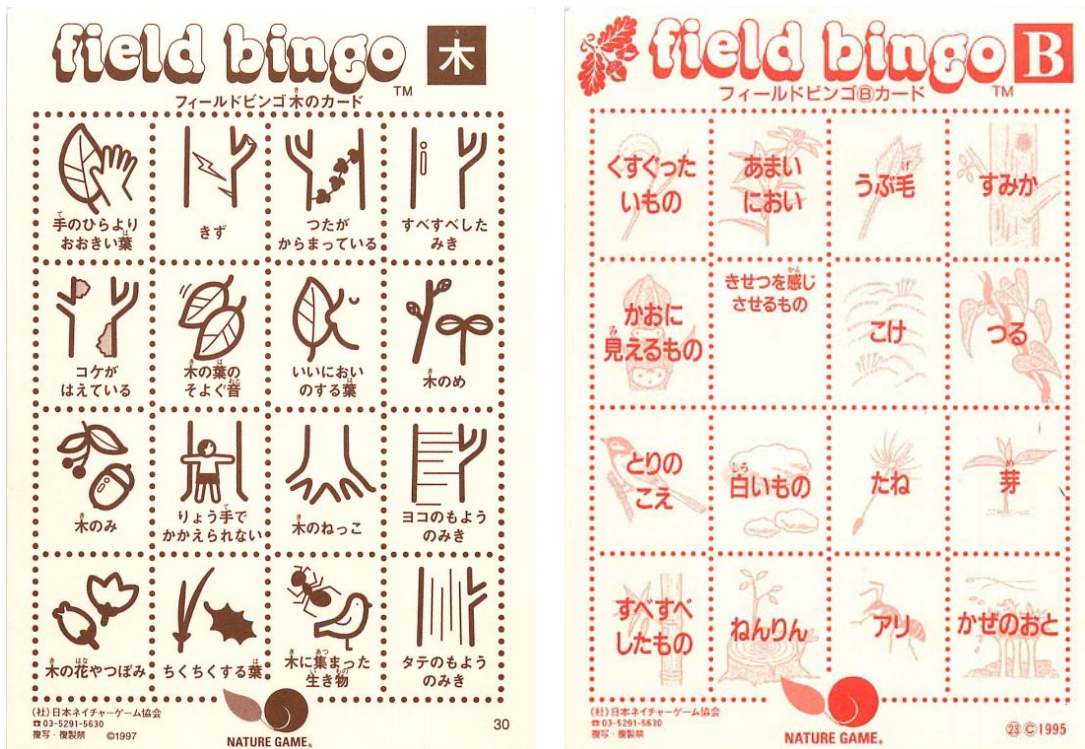 field bingo TM
木
フィールドビンゴ木のカード
手のひらより
おおきい葉
きず
つたが
からまっている
すべすべした
みき
コケが
はえている
木の葉の
そよぐ音
いいにおい
のする葉
木のめ
木のみ
りょう手で
かかえられない
木のねっこ
ヨコのもよう
のみき
木の花やつぼみ
ちくちくする葉
木に集まった
生き物
タテのもよう
のみき
(社)日本ネイチャーゲーム協会
☎03-5291-5630
複写・複製禁 ©1997
NATURE GAME®
30
field bingo TM
B
フィールドビンゴⒷカード
くすぐった
いもの
あまい
におい
うぶ毛
すみか
かおに
見えるもの
きせつを感じ
させるもの
こけ
つる
とりの
こえ
白いもの
たね
芽
すべすべ
したもの
ねんりん
アリ
かぜのおと
(社)日本ネイチャーゲーム協会
☎03-5291-5630
複写・複製禁
NATURE GAME®
㉓©1995